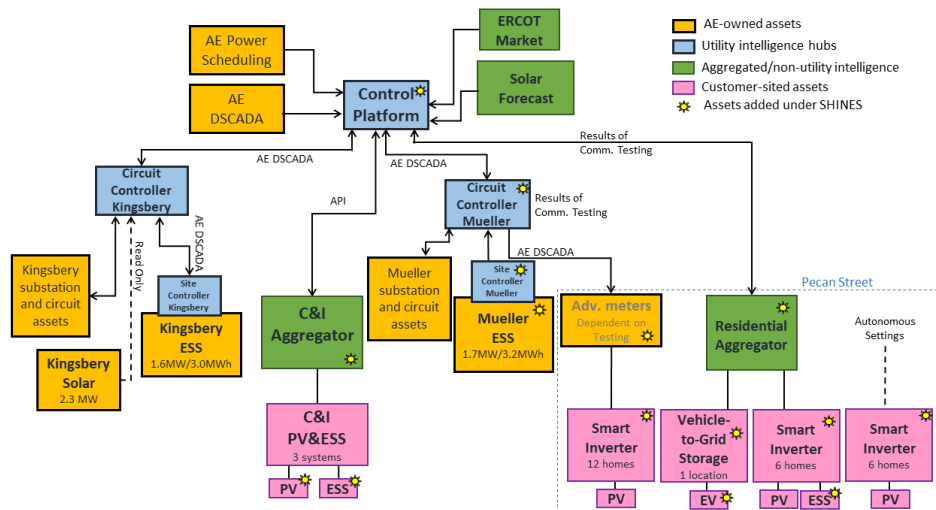 AE Power
Scheduling
AE
DSCADA
ERCOT
Market
Solar
Forecast
Control
Platform
AE-owned assets
Utility intelligence hubs
Aggregated/non-utility intelligence
Customer-sited assets
Assets added under SHINES
AE DSCADA
AE DSCADA
Results of
Comm. Testing
Circuit
Controller
Kingsbery
API
Circuit
Controller
Mueller
Results of
Comm. Testing
AE DSCADA
Read Only
AE DSCADA
Kingsbery
substation
and circuit
assets
Site
Controller
Kingsbery
Kingsbery
ESS
1.6MW/3.0MWh
Kingsbery
Solar
2.3 MW
C&I
Aggregator
C&I
PV&ESS
3 systems
PV
ESS
Mueller
substation
and circuit
assets
Site
Controller
Mueller
Mueller
ESS
1.7MW/3.2MWh
Pecan Street
Adv. meters
Dependent on
Testing
Residential
Aggregator
Autonomous
Settings
Smart
Inverter
12 homes
PV
Vehicle-
to-Grid
Storage
1 location
EV
Smart
Inverter
6 homes
PV
ESS
Smart
Inverter
6 homes
PV